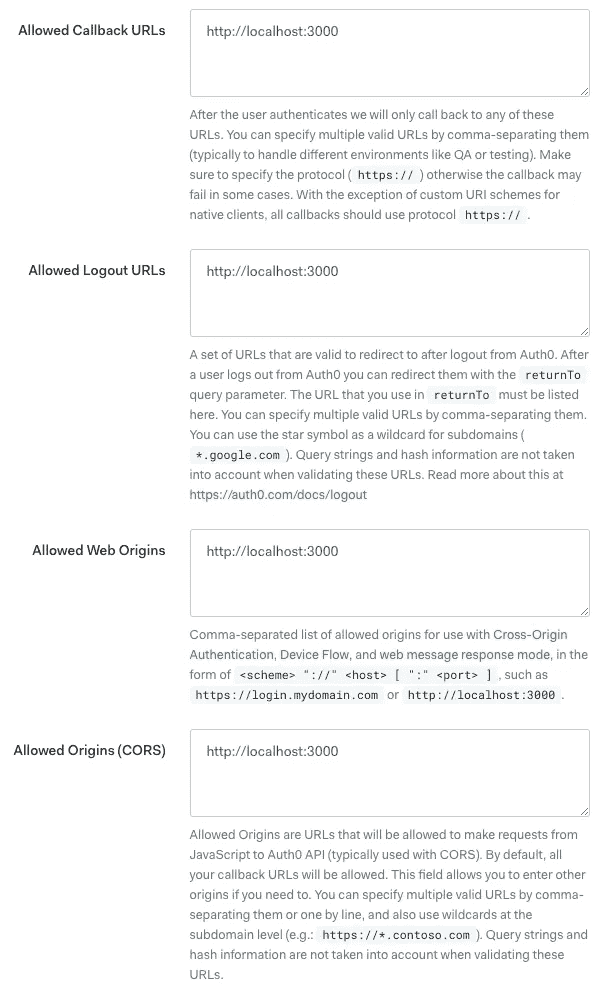 Allowed Callback URLs
http://localhost:3000
After the user authenticates we will only call back to any of these
URLs. You can specify multiple valid URLs by comma-separating them
(typically to handle different environments like QA or testing). Make
sure to specify the protocol ( https:// ) otherwise the callback may
fail in some cases. With the exception of custom URI schemes for
native clients, all callbacks should use protocol https:// .
Allowed Logout URLs
http://localhost:3000
A set of URLs that are valid to redirect to after logout from Auth0. After
a user logs out from Auth0 you can redirect them with the returnTo
query parameter. The URL that you use in returnTo must be listed
here. You can specify multiple valid URLs by comma-separating them.
You can use the star symbol as a wildcard for subdomains (
*.google.com ). Query strings and hash information are not taken
into account when validating these URLs. Read more about this at
https://auth0.com/docs/logout
Allowed Web Origins
http://localhost:3000
Comma-separated list of allowed origins for use with Cross-Origin
Authentication, Device Flow, and web message response mode, in the
form of <scheme> "://" <host> [ ":" <port> ] , such as
https://login.mydomain.com or http://localhost:3000 .
Allowed Origins (CORS)
http://localhost:3000
Allowed Origins are URLs that will be allowed to make requests from
JavaScript to Auth0 API (typically used with CORS). By default, all
your callback URLs will be allowed. This field allows you to enter other
origins if you need to. You can specify multiple valid URLs by comma-
separating them or one by line, and also use wildcards at the
subdomain level (e.g.: https://*.contoso.com ). Query strings and
hash information are not taken into account when validating these
URLs.